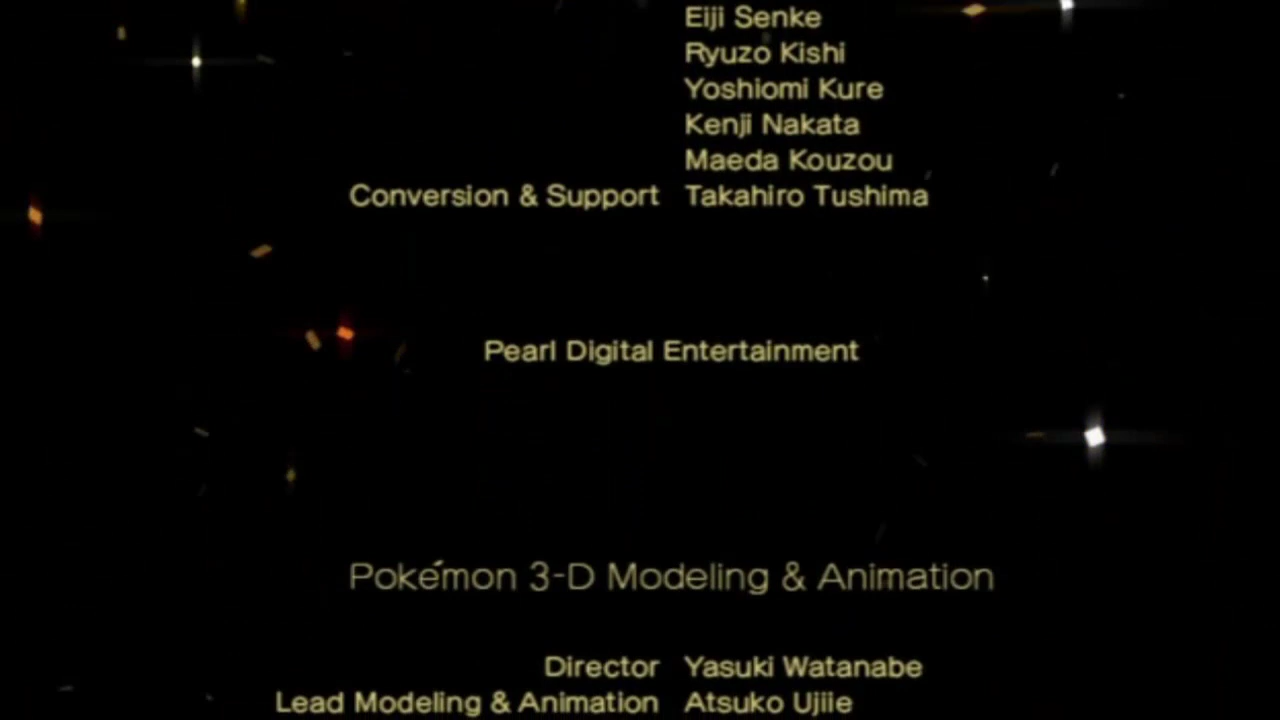 Eiji Senke
Ryuzo Kishi
Yoshiomi Kure
Kenji Nakata
Maeda Kouzou
Conversion & Support Takahiro Tushima
Pearl Digital Entertainment
Pokémon 3-D Modeling & Animation
Director Yasuki Watanabe
Lead Modeling & Animation Atsuko Ujiie